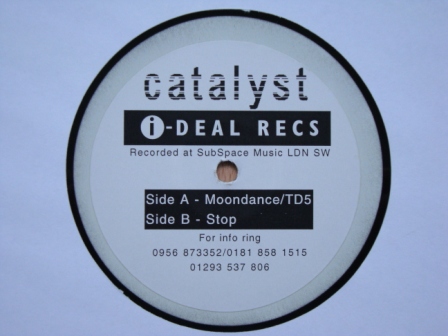 catalyst
i-DEAL RECS
Recorded at SubSpace Music LDN SW
Side A - Moondance/TD5
Side B - Stop
For info ring
0956 873352/0181 858 1515
01293 537 806